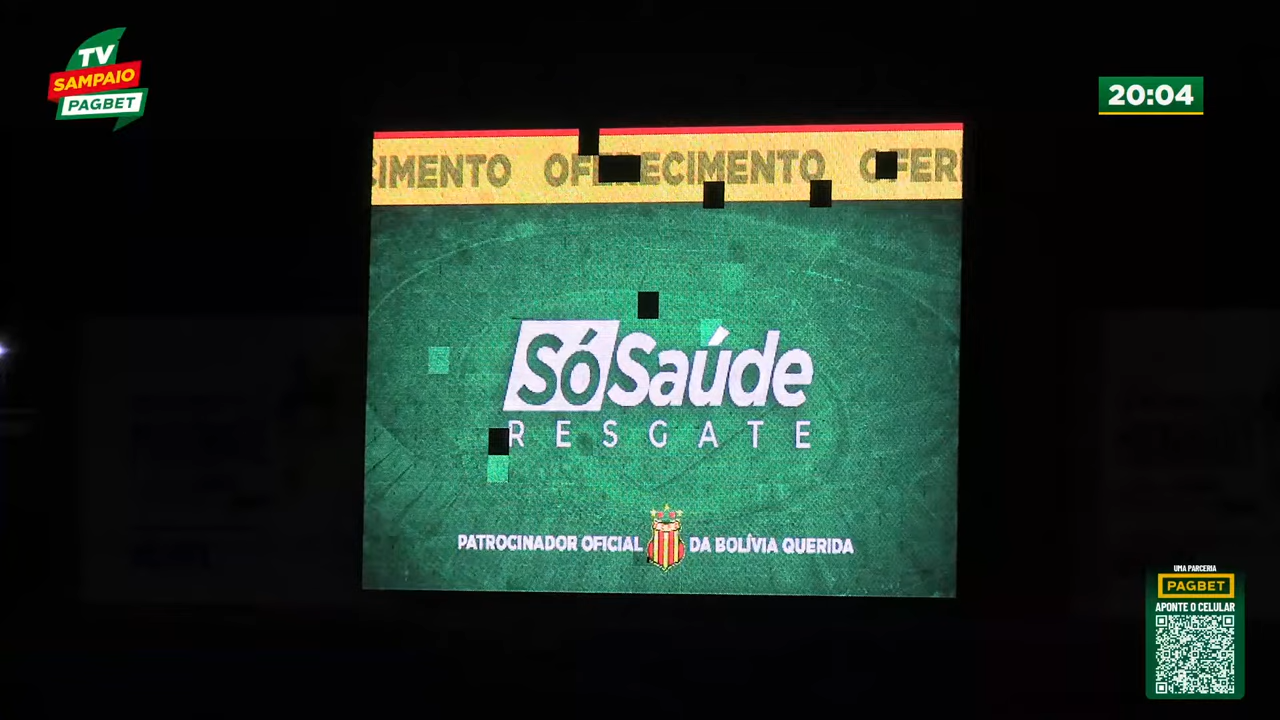 TV
SAMPAIO
PAGBET
20:04
CIMENTO OFERECIMENTO OFER
SóSaúde
RESGATE
PATROCINADOR OFICIAL DA BOLÍVIA QUERIDA
UMA PARCERIA
PAGBET
APONTE O CELULAR